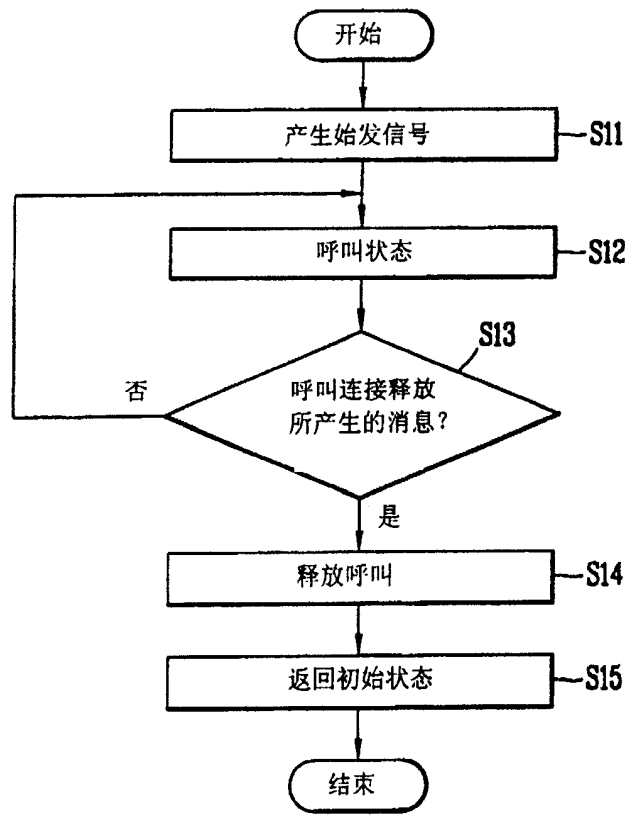 开始
产生始发信号
S11
呼叫状态
S12
S13
呼叫连接释放
所产生的消息?
否
是
释放呼叫
S14
返回初始状态
S15
结束